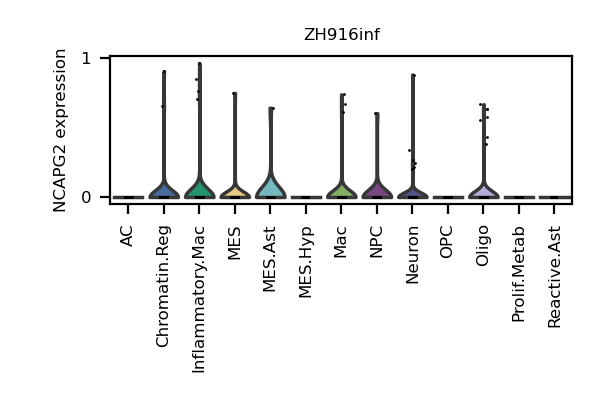 ZH916inf
NCAPG2 expression
1
0
AC
Chromatin.Reg
Inflammatory.Mac
MES
MES.Ast
MES.Hyp
Mac
NPC
Neuron
OPC
Oligo
Prolif.Metab
Reactive.Ast